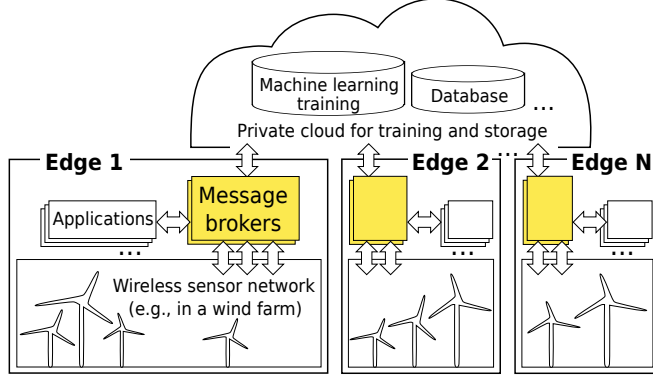 Machine learning
training
Database
...
Private cloud for training and storage
...
Edge 1
Edge 2
Edge N
Message
brokers
Applications
...
...
...
Wireless sensor network
(e.g., in a wind farm)